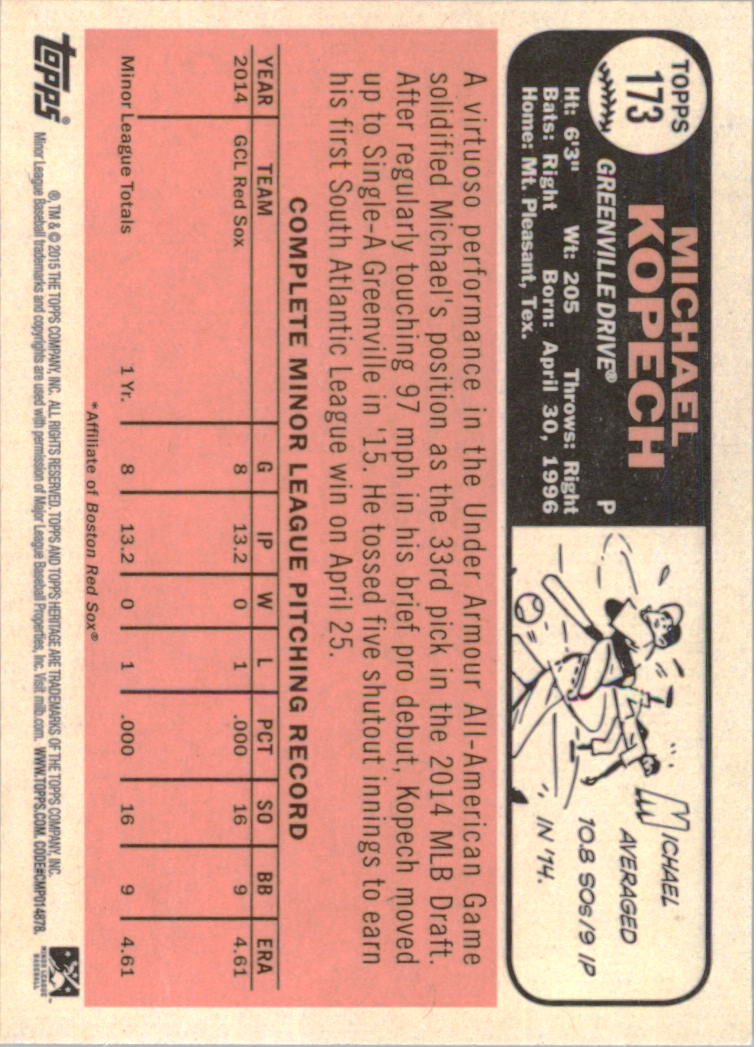 TOPPS
173
MICHAEL
KOPECH
GREENVILLE DRIVE® P
Ht: 6'3" Wt: 205 Throws: Right
Bats: Right Born: April 30, 1996
Home: Mt. Pleasant, Tex.
MICHAEL
AVERAGED
10.8 SOs/9 IP
IN '14.
A virtuoso performance in the Under Armour All-American Game
solidified Michael's position as the 33rd pick in the 2014 MLB Draft.
After regularly touching 97 mph in his brief pro debut, Kopech moved
up to Single-A Greenville in '15. He tossed five shutout innings to earn
his first South Atlantic League win on April 25.
COMPLETE MINOR LEAGUE PITCHING RECORD
YEAR TEAM G IP W L PCT SO BB ERA
2014 GCL Red Sox 8 13.2 0 1 .000 16 9 4.61
Minor League Totals 1 Yr. 8 13.2 0 1 .000 16 9 4.61
*Affiliate of Boston Red Sox®
topps®
®, TM & © 2015 THE TOPPS COMPANY, INC. ALL RIGHTS RESERVED. TOPPS AND TOPPS HERITAGE ARE TRADEMARKS OF THE TOPPS COMPANY, INC.
Minor League Baseball trademarks and copyrights are used with permission of Major League Baseball Properties, Inc. Visit milb.com. WWW.TOPPS.COM. CODE#CMP014878.
MINOR LEAGUE
BASEBALL™